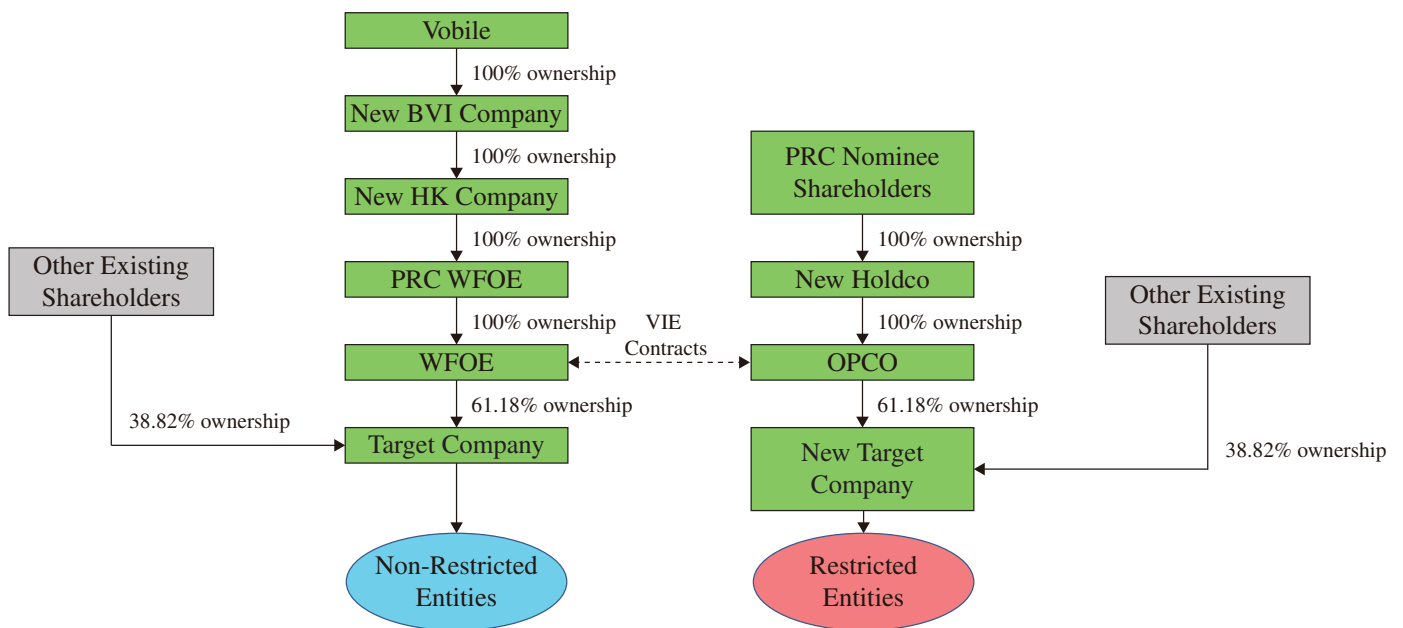 Vobile
100% ownership
New BVI Company
100% ownership
New HK Company
100% ownership
PRC WFOE
100% ownership
WFOE
61.18% ownership
Target Company
Non-Restricted
Entities
Other Existing
Shareholders
38.82% ownership
VIE
Contracts
PRC Nominee
Shareholders
100% ownership
New Holdco
100% ownership
OPCO
61.18% ownership
New Target
Company
Restricted
Entities
Other Existing
Shareholders
38.82% ownership